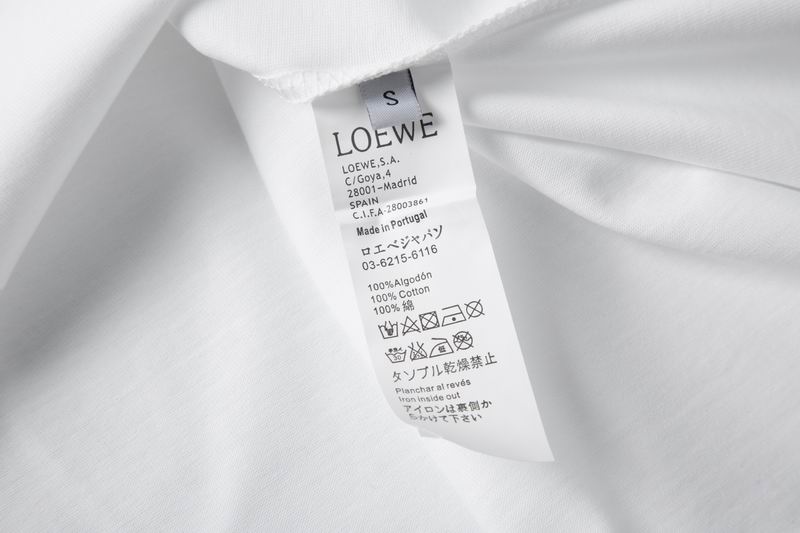 S
LOEWE
LOEWE,S.A.
C/Goya,4
28001-Madrid
SPAIN
C.I.F.A-28003861
Made in Portugal
ロエベジャパン
03-6215-6116
100%Algodón
100% Cotton
100% 綿
30
低
タンブル乾燥禁止
Planchar al revés
Iron inside out
アイロンは裏側か
らかけて下さい